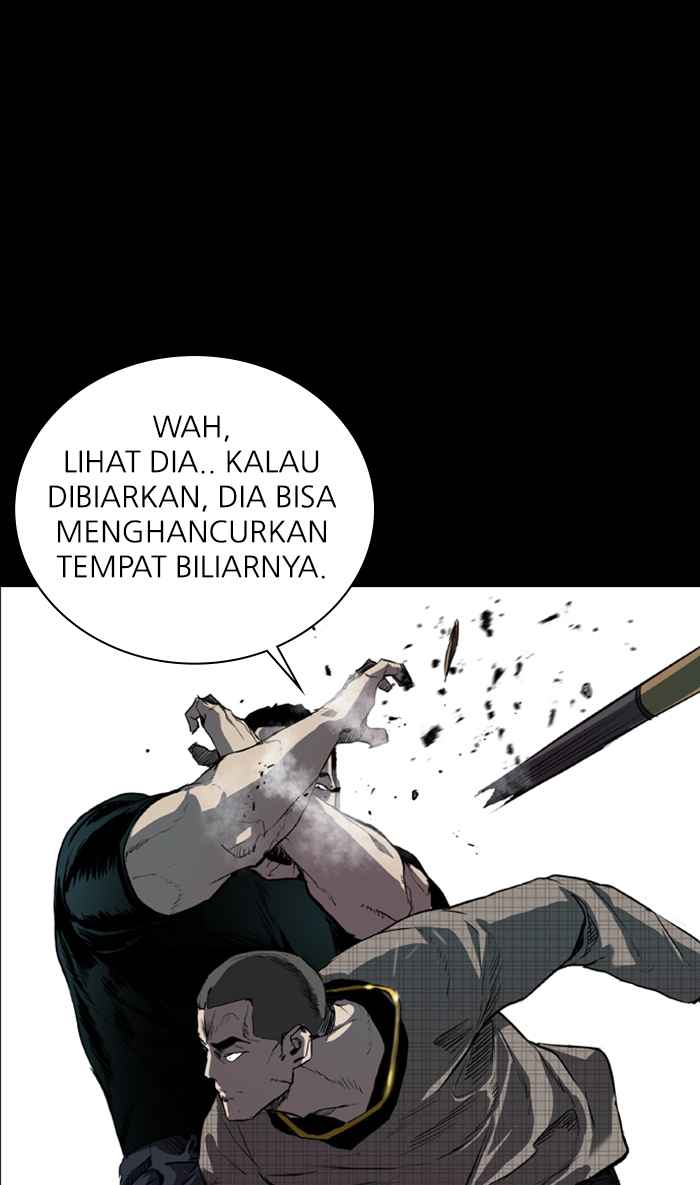 WAH,
LIHAT DIA.. KALAU
DIBIARKAN, DIA BISA
MENGHANCURKAN
TEMPAT BILIARNYA.